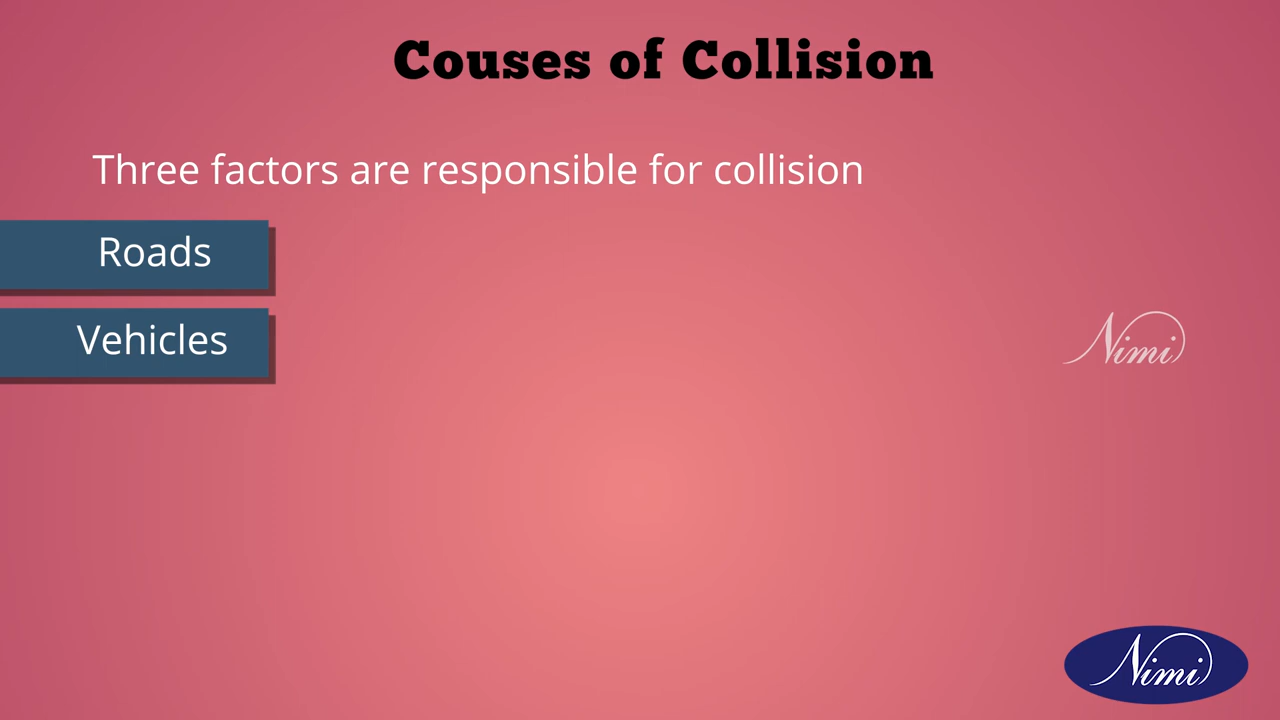 Couses of Collision
Three factors are responsible for collision
Roads
Vehicles
Nimi
Nimi